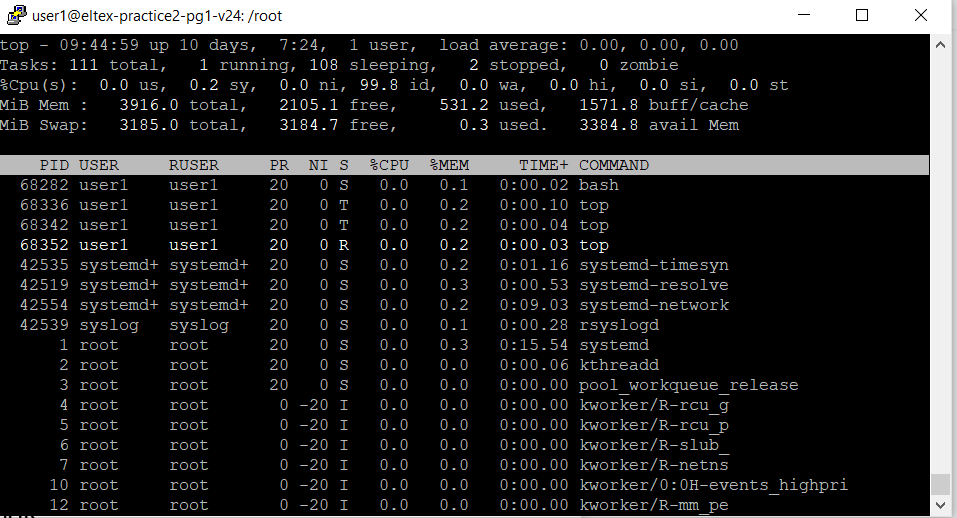 user1@eltex-practice2-pg1-v24: /root
top - 09:44:59 up 10 days,  7:24,  1 user,  load average: 0.00, 0.00, 0.00
Tasks: 111 total,   1 running, 108 sleeping,   2 stopped,   0 zombie
%Cpu(s):  0.0 us,  0.2 sy,  0.0 ni, 99.8 id,  0.0 wa,  0.0 hi,  0.0 si,  0.0 st
MiB Mem :   3916.0 total,   2105.1 free,    531.2 used,   1571.8 buff/cache
MiB Swap:   3185.0 total,   3184.7 free,      0.3 used.   3384.8 avail Mem
PID USER     RUSER     PR  NI S  %CPU  %MEM     TIME+ COMMAND
68282 user1    user1     20   0 S   0.0   0.1   0:00.02 bash
68336 user1    user1     20   0 T   0.0   0.2   0:00.10 top
68342 user1    user1     20   0 T   0.0   0.2   0:00.04 top
68352 user1    user1     20   0 R   0.0   0.2   0:00.03 top
42535 systemd+ systemd+  20   0 S   0.0   0.2   0:01.16 systemd-timesyn
42519 systemd+ systemd+  20   0 S   0.0   0.3   0:00.53 systemd-resolve
42554 systemd+ systemd+  20   0 S   0.0   0.2   0:09.03 systemd-network
42539 syslog   syslog    20   0 S   0.0   0.1   0:00.28 rsyslogd
1 root     root      20   0 S   0.0   0.3   0:15.54 systemd
2 root     root      20   0 S   0.0   0.0   0:00.06 kthreadd
3 root     root      20   0 S   0.0   0.0   0:00.00 pool_workqueue_release
4 root     root       0 -20 I   0.0   0.0   0:00.00 kworker/R-rcu_g
5 root     root       0 -20 I   0.0   0.0   0:00.00 kworker/R-rcu_p
6 root     root       0 -20 I   0.0   0.0   0:00.00 kworker/R-slub_
7 root     root       0 -20 I   0.0   0.0   0:00.00 kworker/R-netns
10 root     root       0 -20 I   0.0   0.0   0:00.00 kworker/0:0H-events_highpri
12 root     root       0 -20 I   0.0   0.0   0:00.00 kworker/R-mm_pe